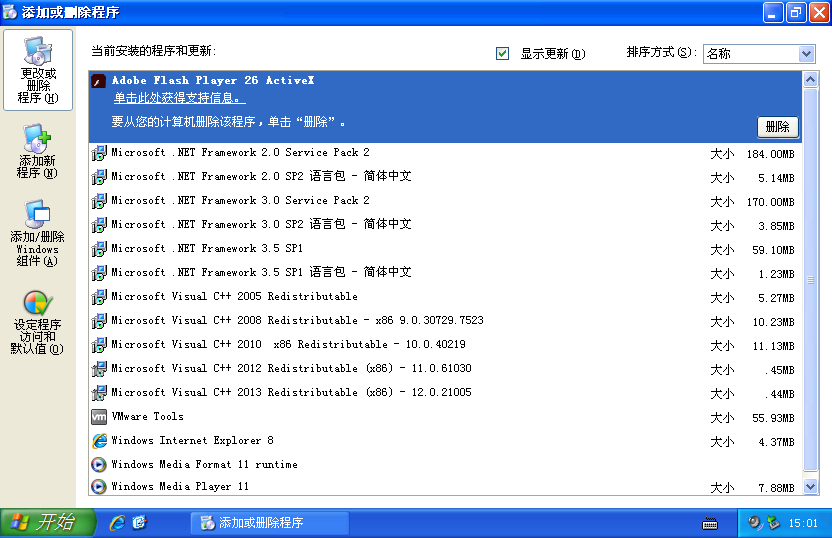 添加或删除程序
更改或
删除
程序(H)
添加新
程序(N)
添加/删除
Windows
组件(A)
设定程序
访问和
默认值(O)
当前安装的程序和更新:
显示更新(D)
排序方式(S): 名称
Adobe Flash Player 26 ActiveX
单击此处获得支持信息。
要从您的计算机删除该程序，单击“删除”。
删除
Microsoft .NET Framework 2.0 Service Pack 2 大小 184.00MB
Microsoft .NET Framework 2.0 SP2 语言包 - 简体中文 大小 5.14MB
Microsoft .NET Framework 3.0 Service Pack 2 大小 170.00MB
Microsoft .NET Framework 3.0 SP2 语言包 - 简体中文 大小 3.85MB
Microsoft .NET Framework 3.5 SP1 大小 59.10MB
Microsoft .NET Framework 3.5 SP1 语言包 - 简体中文 大小 1.23MB
Microsoft Visual C++ 2005 Redistributable 大小 5.27MB
Microsoft Visual C++ 2008 Redistributable - x86 9.0.30729.7523 大小 10.23MB
Microsoft Visual C++ 2010  x86 Redistributable - 10.0.40219 大小 11.13MB
Microsoft Visual C++ 2012 Redistributable (x86) - 11.0.61030 大小 .45MB
Microsoft Visual C++ 2013 Redistributable (x86) - 12.0.21005 大小 .44MB
vm VMware Tools 大小 55.93MB
Windows Internet Explorer 8 大小 4.37MB
Windows Media Format 11 runtime
Windows Media Player 11 大小 7.88MB
开始 添加或删除程序 15:01